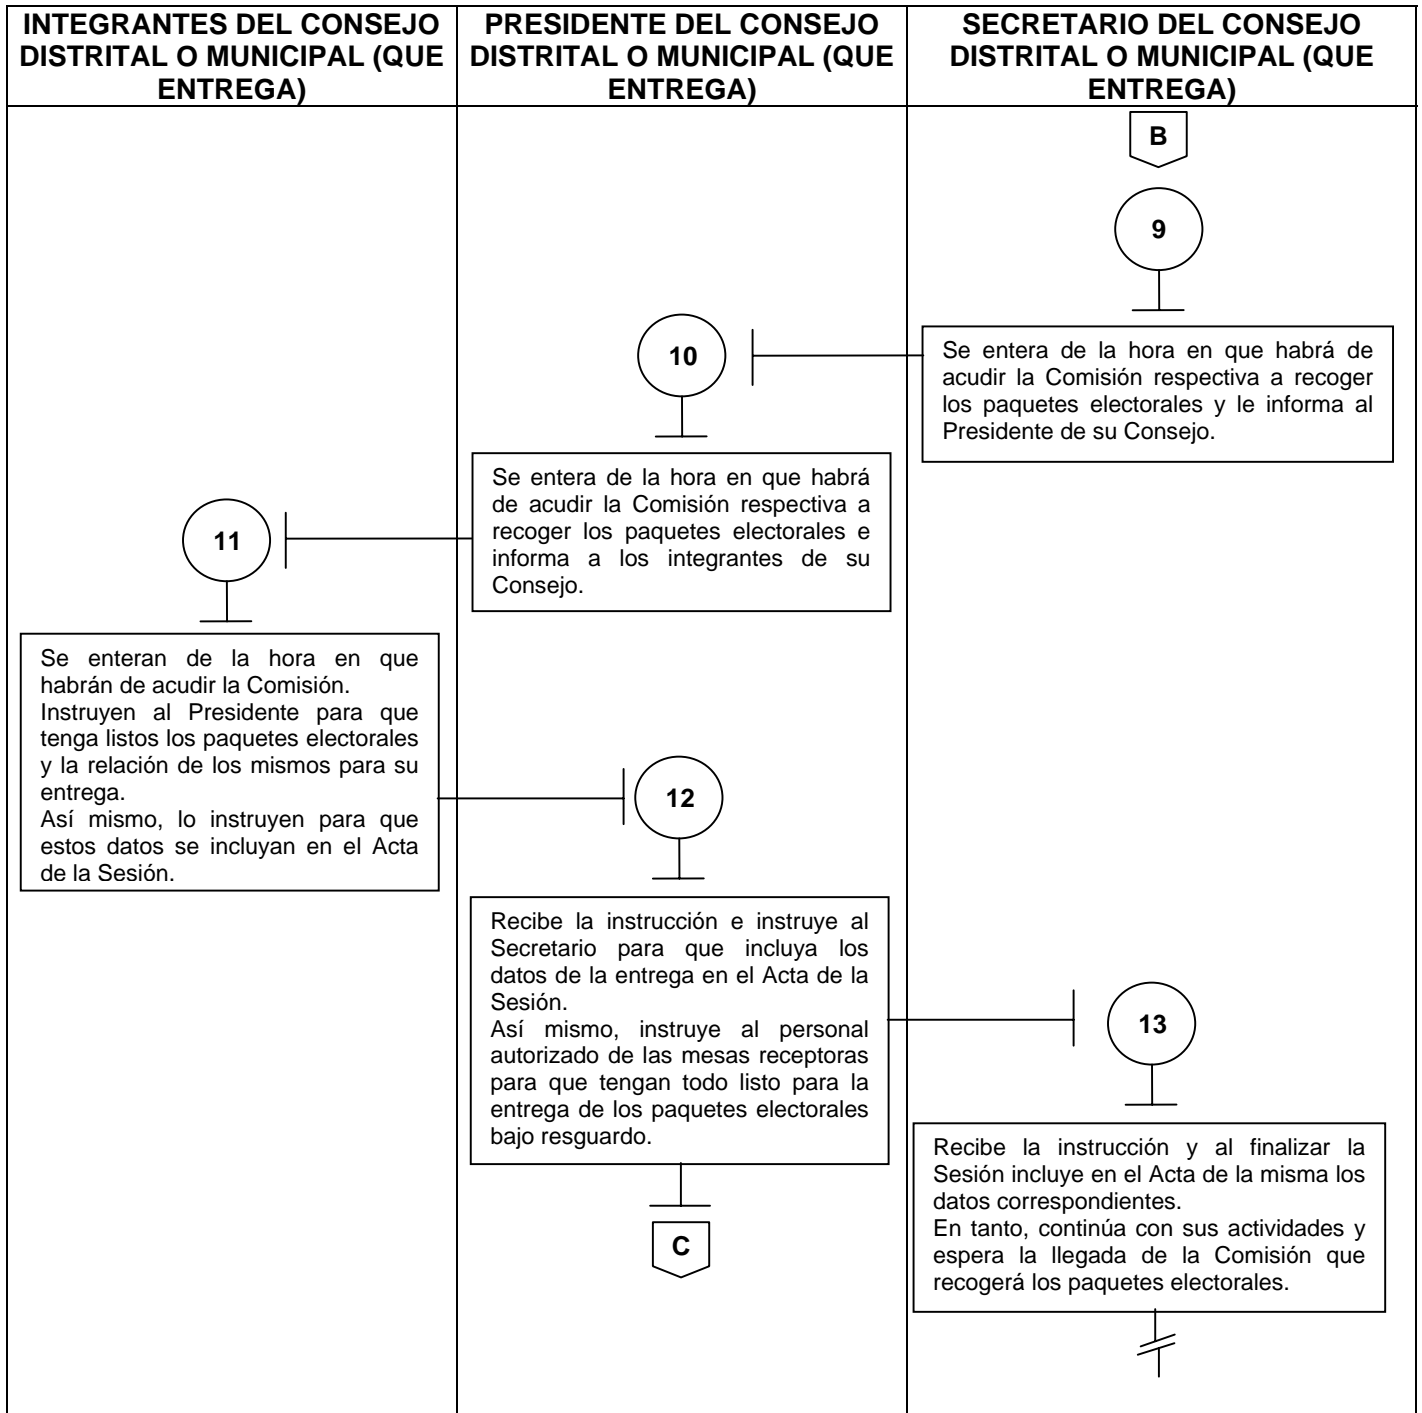 INTEGRANTES DEL CONSEJO
DISTRITAL O MUNICIPAL (QUE
ENTREGA)
PRESIDENTE DEL CONSEJO
DISTRITAL O MUNICIPAL (QUE
ENTREGA)
SECRETARIO DEL CONSEJO
DISTRITAL O MUNICIPAL (QUE
ENTREGA)
B
9
Se entera de la hora en que habrá de
acudir la Comisión respectiva a recoger
los paquetes electorales y le informa al
Presidente de su Consejo.
10
Se entera de la hora en que habrá
de acudir la Comisión respectiva a
recoger los paquetes electorales e
informa a los integrantes de su
Consejo.
11
Se enteran de la hora en que
habrán de acudir la Comisión.
Instruyen al Presidente para que
tenga listos los paquetes electorales
y la relación de los mismos para su
entrega.
Así mismo, lo instruyen para que
estos datos se incluyan en el Acta
de la Sesión.
12
Recibe la instrucción e instruye al
Secretario para que incluya los
datos de la entrega en el Acta de la
Sesión.
Así mismo, instruye al personal
autorizado de las mesas receptoras
para que tengan todo listo para la
entrega de los paquetes electorales
bajo resguardo.
C
13
Recibe la instrucción y al finalizar la
Sesión incluye en el Acta de la misma los
datos correspondientes.
En tanto, continúa con sus actividades y
espera la llegada de la Comisión que
recogerá los paquetes electorales.